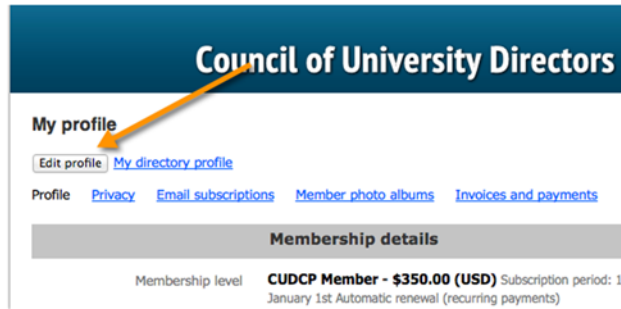 Council of University Directors
My profile
Edit profile My directory profile
Profile Privacy Email subscriptions Member photo albums Invoices and payments
Membership details
Membership level CUDCP Member - $350.00 (USD) Subscription period: 1
January 1st Automatic renewal (recurring payments)